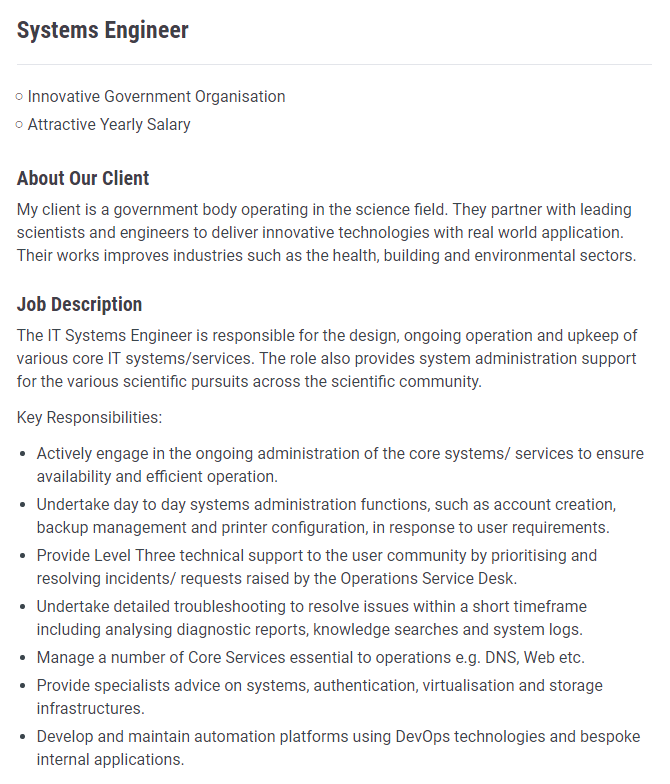 Systems Engineer
○ Innovative Government Organisation
○ Attractive Yearly Salary
About Our Client
My client is a government body operating in the science field. They partner with leading
scientists and engineers to deliver innovative technologies with real world application.
Their works improves industries such as the health, building and environmental sectors.
Job Description
The IT Systems Engineer is responsible for the design, ongoing operation and upkeep of
various core IT systems/services. The role also provides system administration support
for the various scientific pursuits across the scientific community.
Key Responsibilities:
• Actively engage in the ongoing administration of the core systems/ services to ensure
availability and efficient operation.
• Undertake day to day systems administration functions, such as account creation,
backup management and printer configuration, in response to user requirements.
• Provide Level Three technical support to the user community by prioritising and
resolving incidents/ requests raised by the Operations Service Desk.
• Undertake detailed troubleshooting to resolve issues within a short timeframe
including analysing diagnostic reports, knowledge searches and system logs.
• Manage a number of Core Services essential to operations e.g. DNS, Web etc.
• Provide specialists advice on systems, authentication, virtualisation and storage
infrastructures.
• Develop and maintain automation platforms using DevOps technologies and bespoke
internal applications.